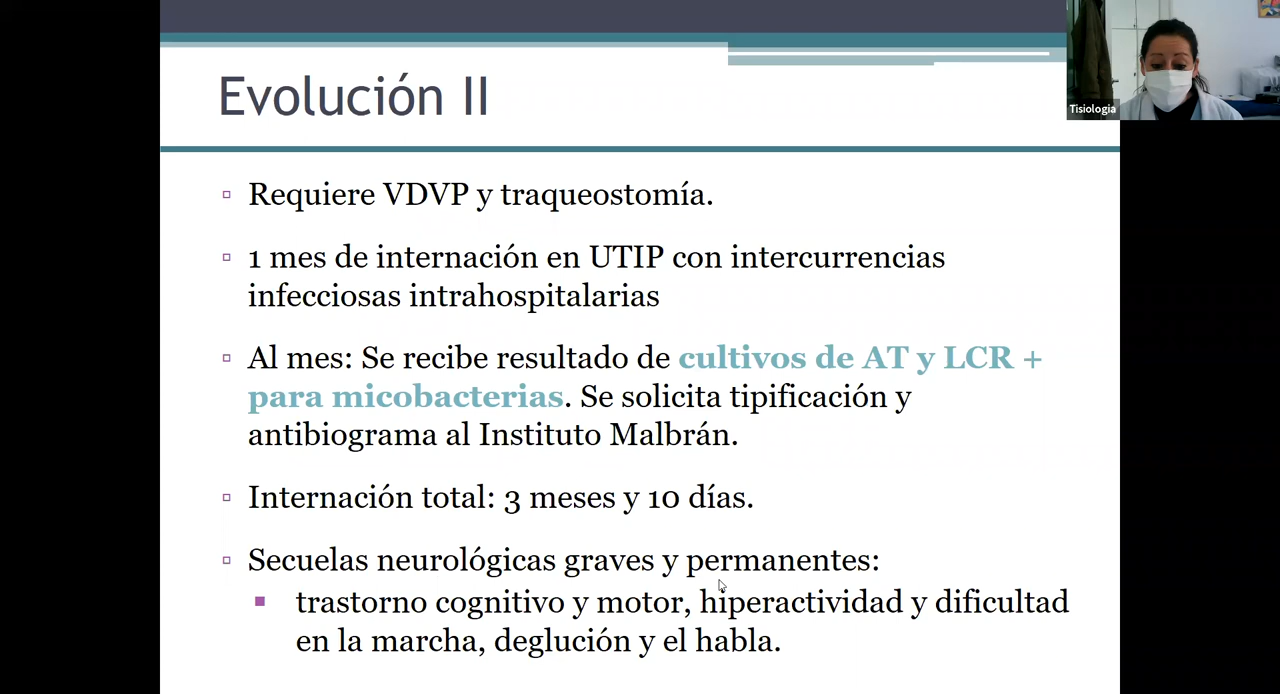 Evolución II
Tisiologia
Requiere VDVP y traqueostomía.
1 mes de internación en UTIP con intercurrencias
infecciosas intrahospitalarias
Al mes: Se recibe resultado de cultivos de AT y LCR +
para micobacterias. Se solicita tipificación y
antibiograma al Instituto Malbrán.
Internación total: 3 meses y 10 días.
Secuelas neurológicas graves y permanentes:
trastorno cognitivo y motor, hiperactividad y dificultad
en la marcha, deglución y el habla.